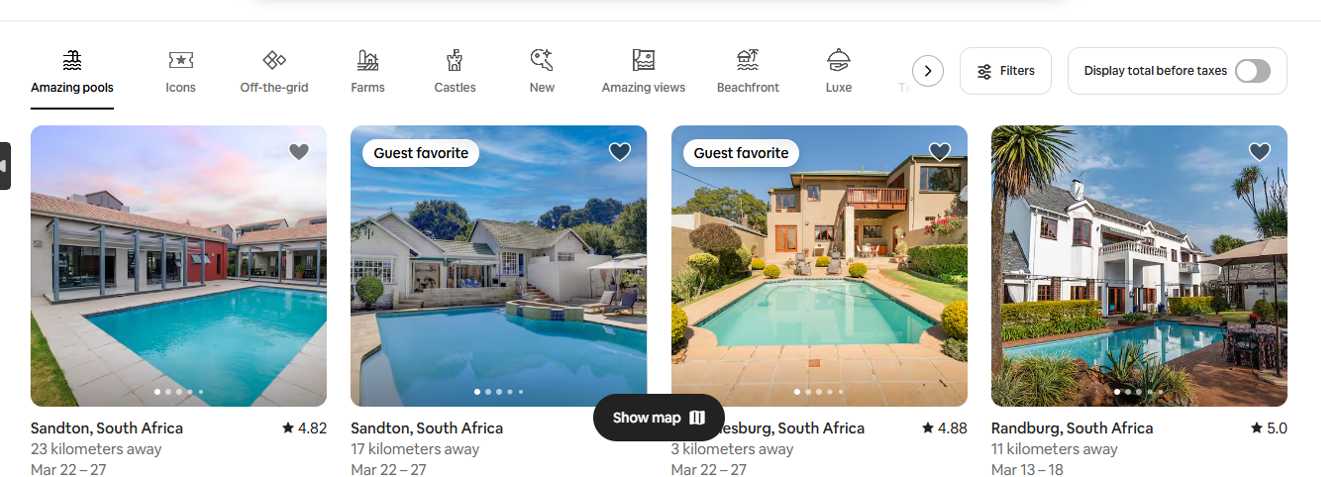 Amazing pools
Icons
Off-the-grid
Farms
Castles
New
Amazing views
Beachfront
Luxe
Filters
Display total before taxes
Guest favorite
Guest favorite
Sandton, South Africa
4.82
23 kilometers away
Mar 22 – 27
Sandton, South Africa
17 kilometers away
Mar 22 – 27
Show map
esburg, South Africa
4.88
3 kilometers away
Mar 22 – 27
Randburg, South Africa
5.0
11 kilometers away
Mar 13 – 18